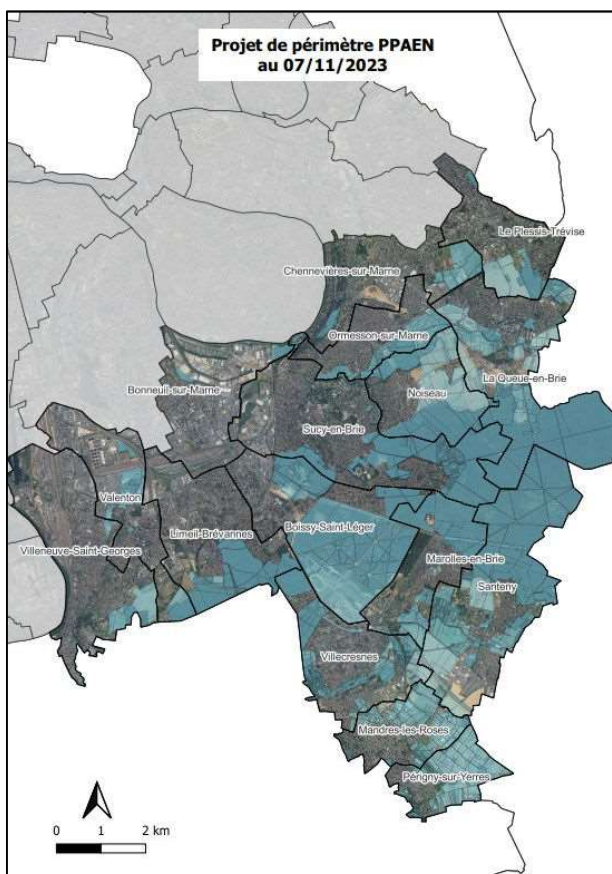 Projet de périmètre PPAEN
au 07/11/2023
Le Plessis-Trévise
Chennevières-sur-Marne
Ormesson-sur-Marne
La Queue-en-Brie
Bonneuil-sur-Marne
Noiseau
Sucy-en-Brie
Valenton
Limeil-Brévannes
Boissy-Saint-Léger
Villeneuve-Saint-Georges
Marolles-en-Brie
Santeny
Villecresnes
Mandres-les-Roses
Périgny-sur-Yerres
0 1 2 km